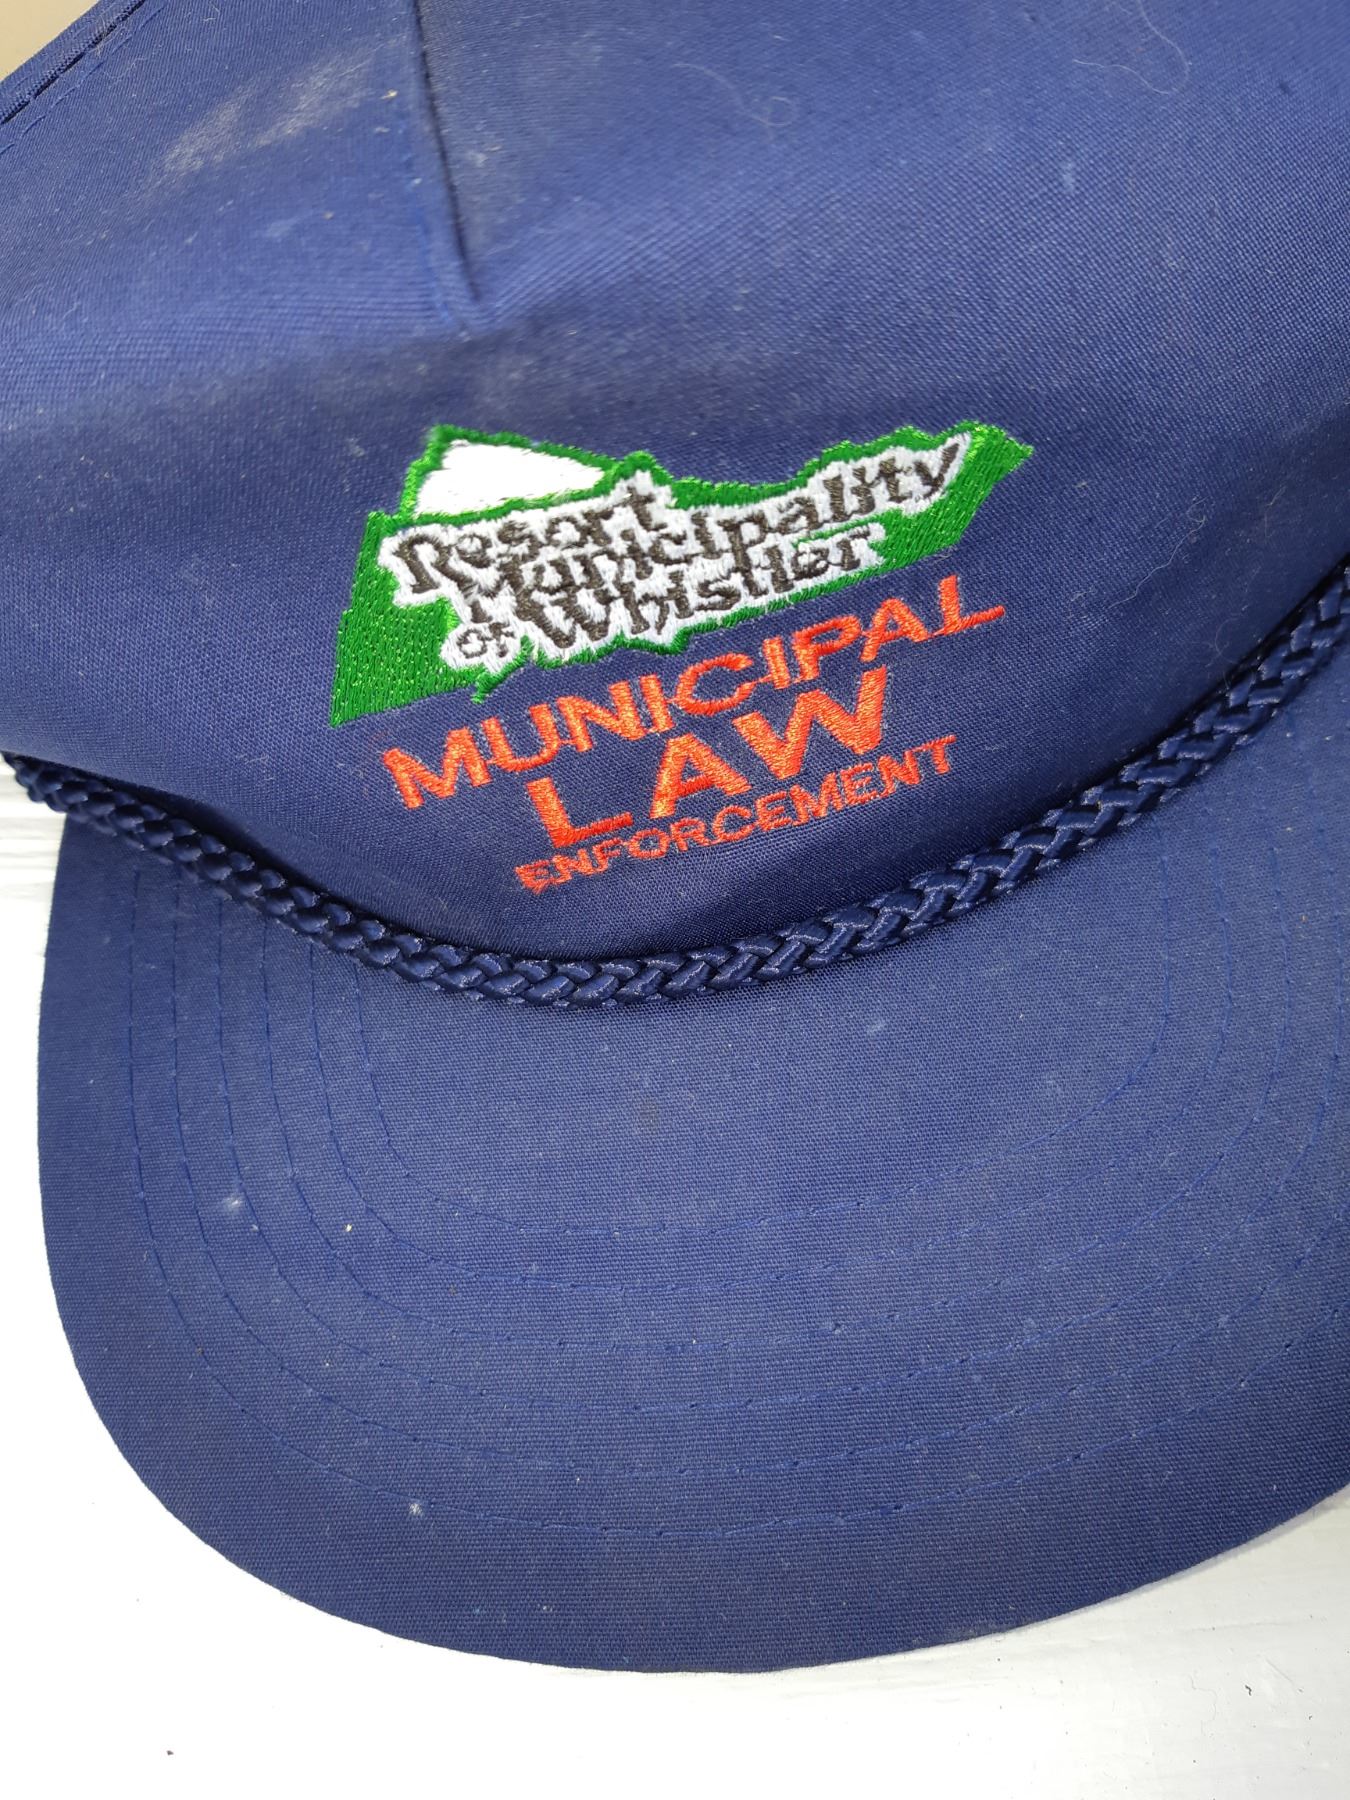 Resort
Municipality
of Whistler
MUNICIPAL
LAW
ENFORCEMENT